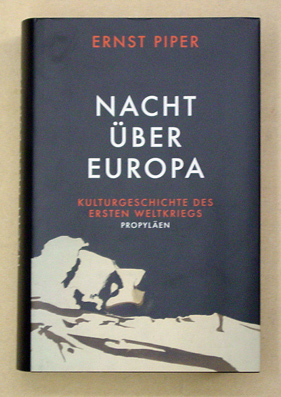 ERNST PIPER
NACHT
ÜBER
EUROPA
KULTURGESCHICHTE DES
ERSTEN WELTKRIEGS
PROPYLÄEN